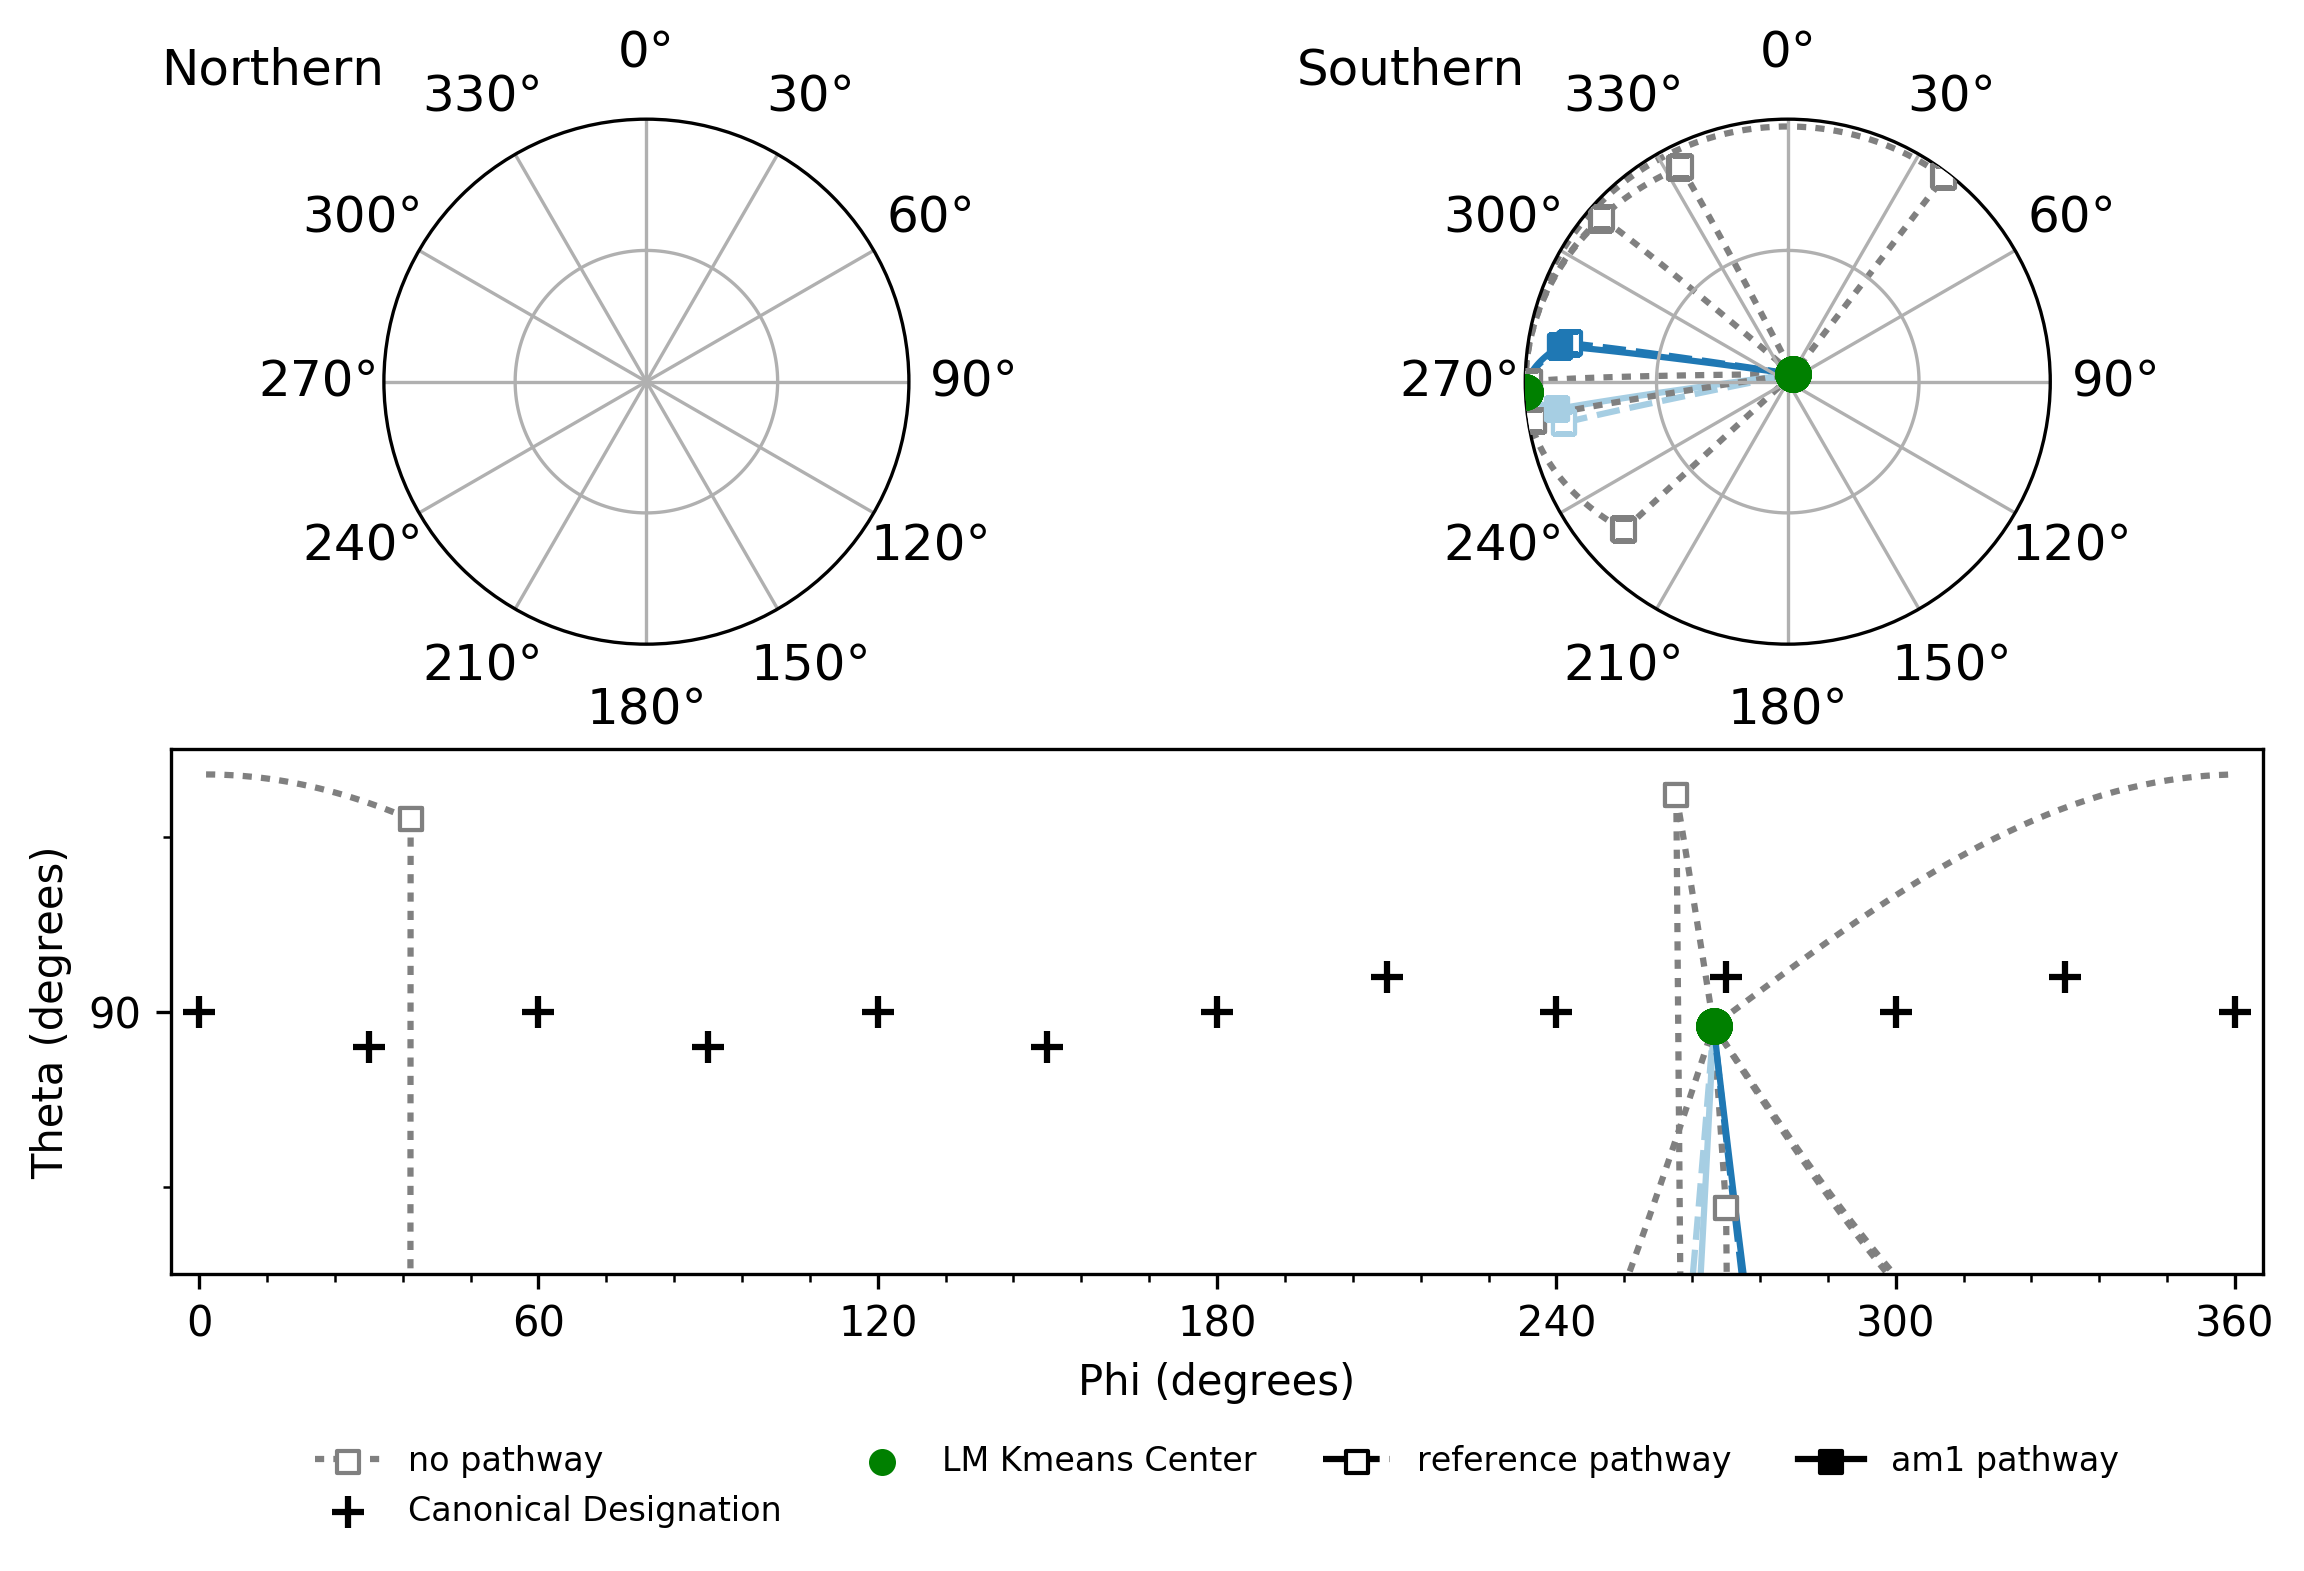 Northern
0°
30°
60°
90°
120°
150°
180°
210°
240°
270°
300°
330°
Southern
0°
30°
60°
90°
120°
150°
180°
210°
240°
270°
300°
330°
Theta (degrees)
90
0 60 120 180 240 300 360
Phi (degrees)
no pathway
Canonical Designation
LM Kmeans Center
reference pathway
am1 pathway